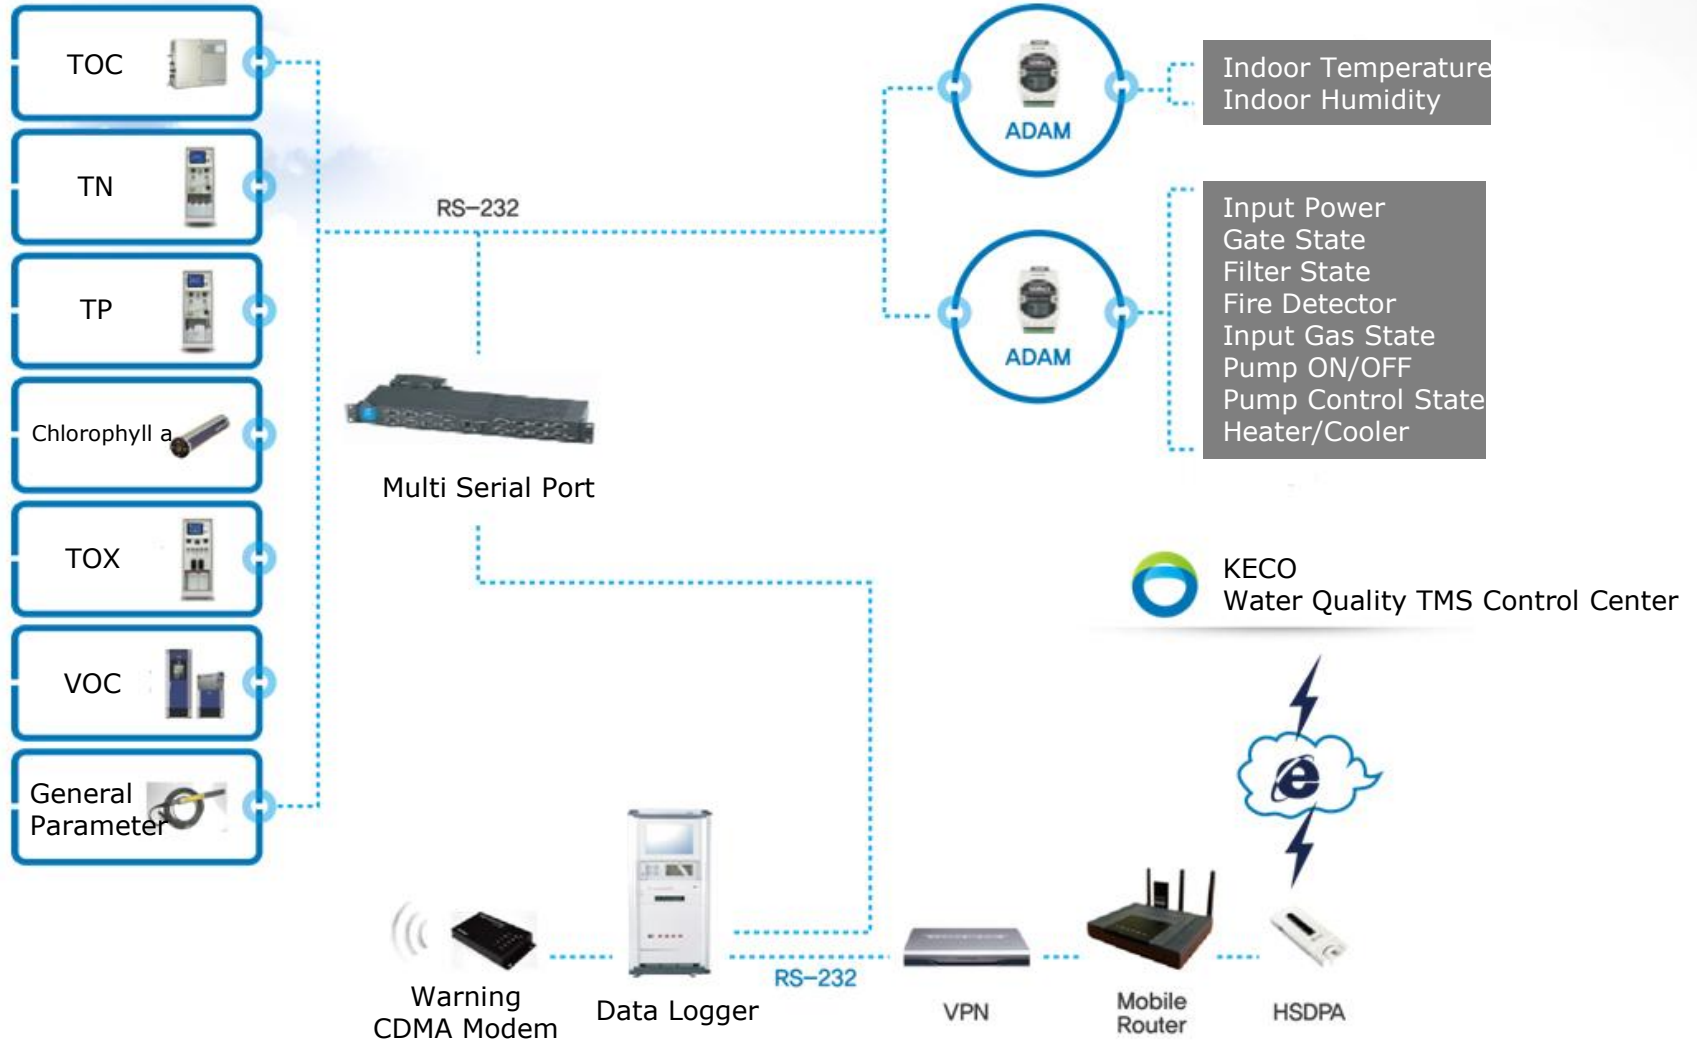 TOC
TN
TP
Chlorophyll a
TOX
VOC
General
Parameter
RS-232
Multi Serial Port
ADAM
Indoor Temperature
Indoor Humidity
ADAM
Input Power
Gate State
Filter State
Fire Detector
Input Gas State
Pump ON/OFF
Pump Control State
Heater/Cooler
KECO
Water Quality TMS Control Center
e
Warning
CDMA Modem
Data Logger
RS-232
VPN
Mobile
Router
HSDPA